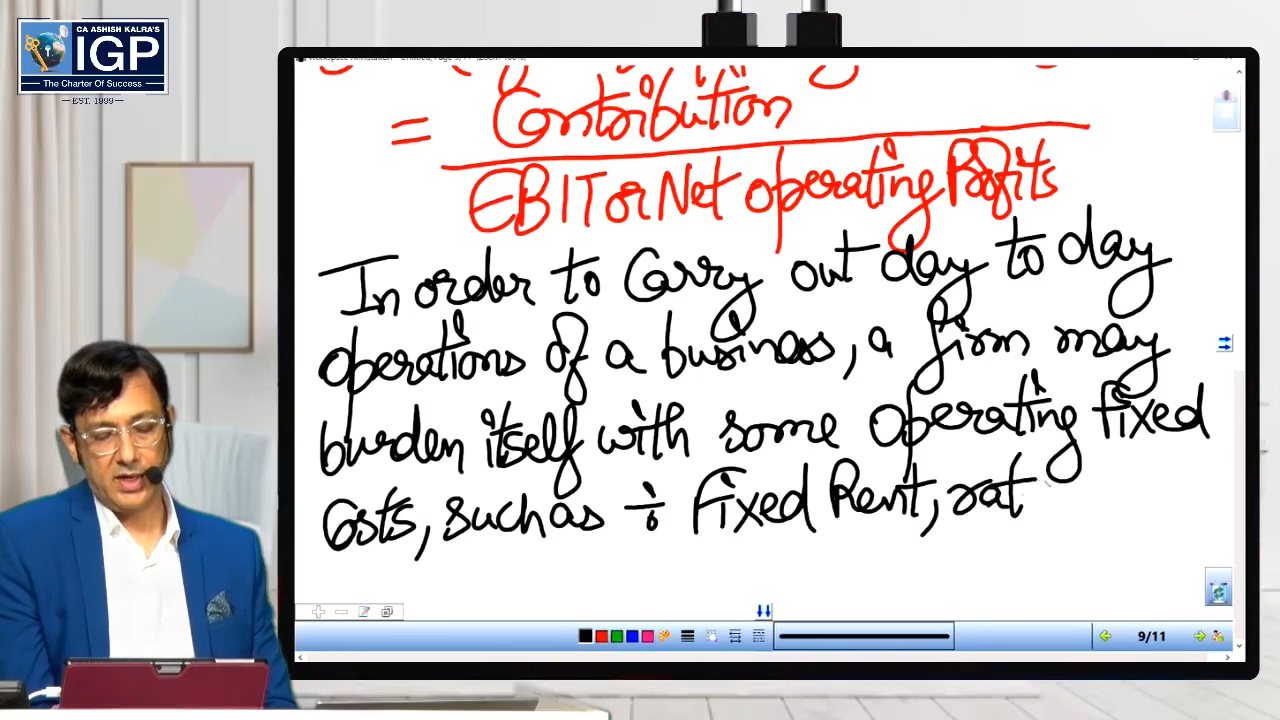 CA ASHISH KALRA'S
IGP
The Charter Of Success
EST. 1999
= Contribution
EBIT or Net operating Profits
In order to Carry out day to day
operations of a business, a firm may
burden itself with some operating fixed
Costs, such as ÷ Fixed Rent, rat
9/11